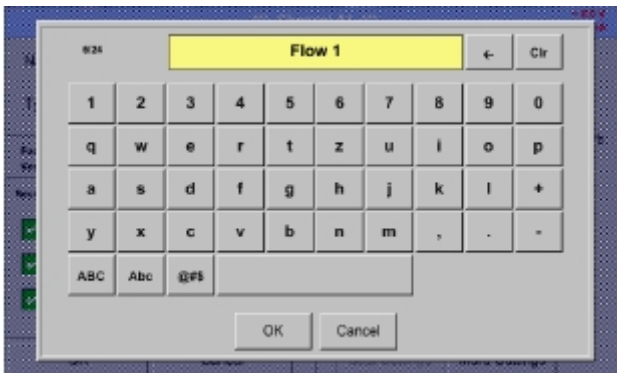 6/24 Flow 1 ← Clr
1 2 3 4 5 6 7 8 9 0
q w e r t z u i o p
a s d f g h j k l +
y x c v b n m , . -
ABC Abc @#$
OK Cancel